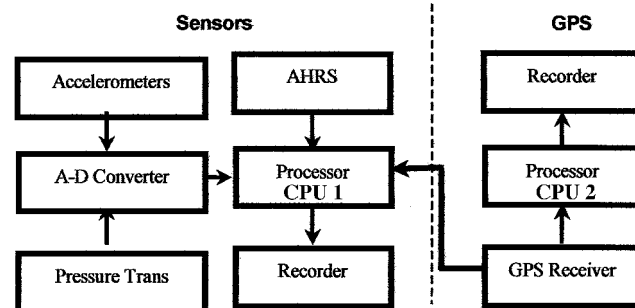 Sensors
GPS
Accelerometers
AHRS
Recorder
A-D Converter
Processor
CPU 1
Processor
CPU 2
Pressure Trans
Recorder
GPS Receiver